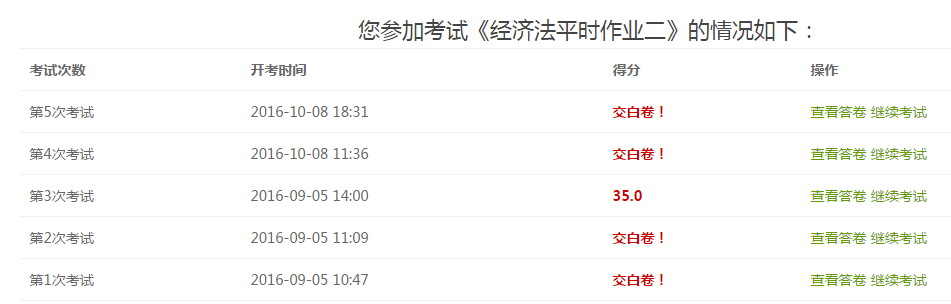 您参加考试《经济法平时作业二》的情况如下：
考试次数 开考时间 得分 操作
第5次考试 2016-10-08 18:31 交白卷！ 查看答卷 继续考试
第4次考试 2016-10-08 11:36 交白卷！ 查看答卷 继续考试
第3次考试 2016-09-05 14:00 35.0 查看答卷 继续考试
第2次考试 2016-09-05 11:09 交白卷！ 查看答卷 继续考试
第1次考试 2016-09-05 10:47 交白卷！ 查看答卷 继续考试